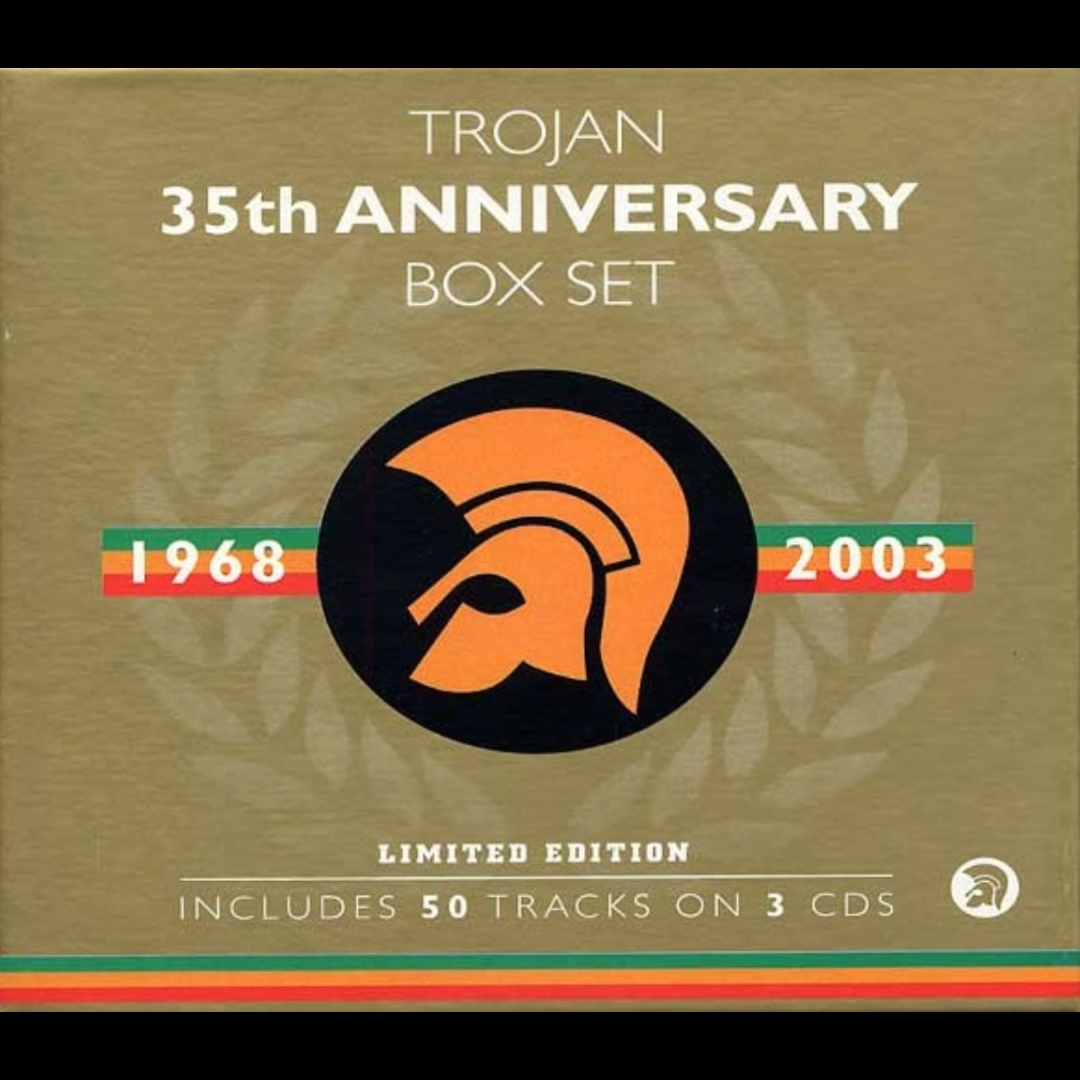 TROJAN
35th ANNIVERSARY
BOX SET
1968
2003
LIMITED EDITION
INCLUDES 50 TRACKS ON 3 CDS